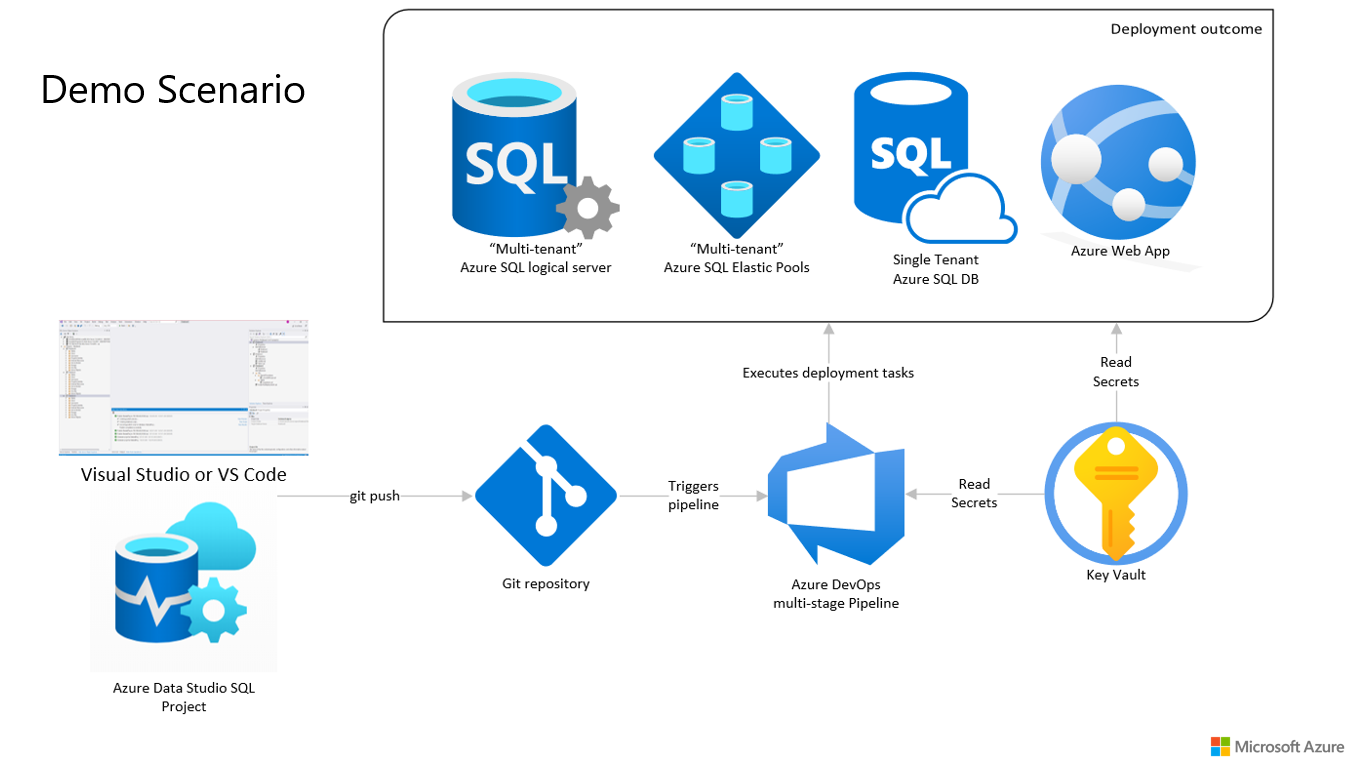 Demo Scenario
Deployment outcome
SQL
SQL
“Multi-tenant”
Azure SQL logical server
“Multi-tenant”
Azure SQL Elastic Pools
Single Tenant
Azure SQL DB
Azure Web App
Executes deployment tasks
Read
Secrets
Visual Studio or VS Code
git push
Triggers
pipeline
Read
Secrets
Git repository
Azure DevOps
multi-stage Pipeline
Key Vault
Azure Data Studio SQL
Project
Microsoft Azure